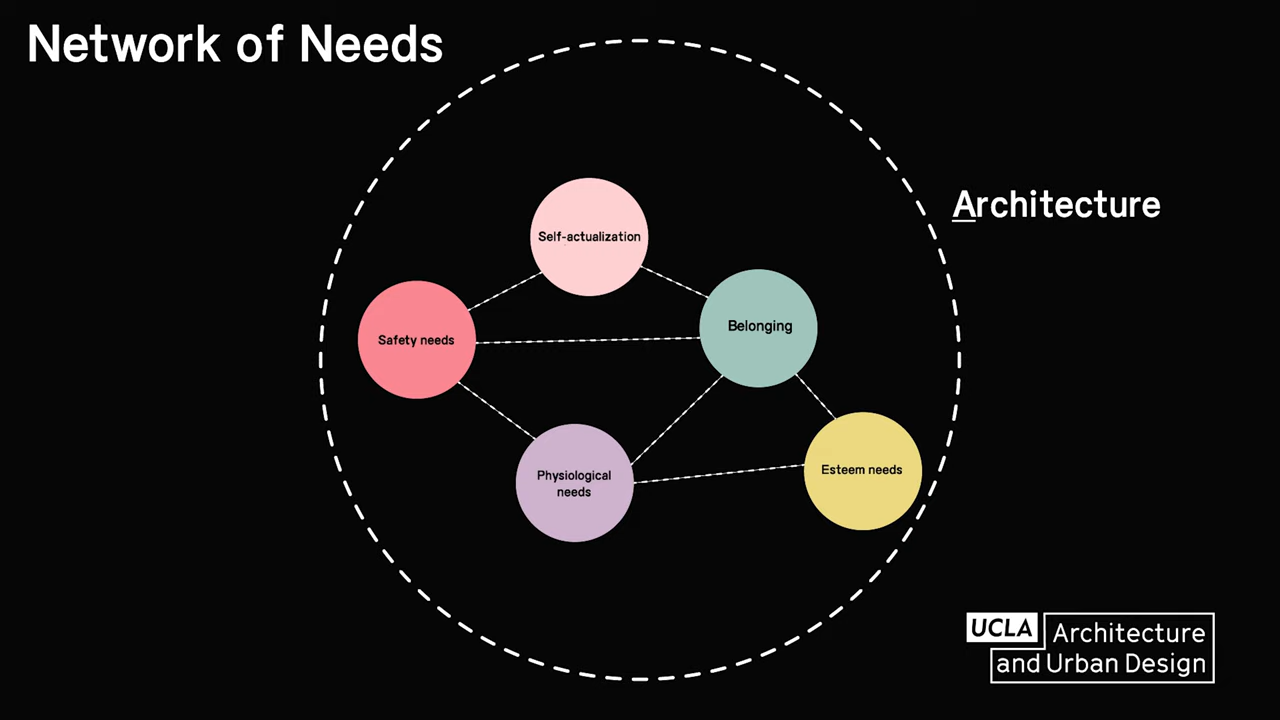 Network of Needs
Architecture
Self-actualization
Belonging
Safety needs
Physiological
needs
Esteem needs
UCLA Architecture
and Urban Design